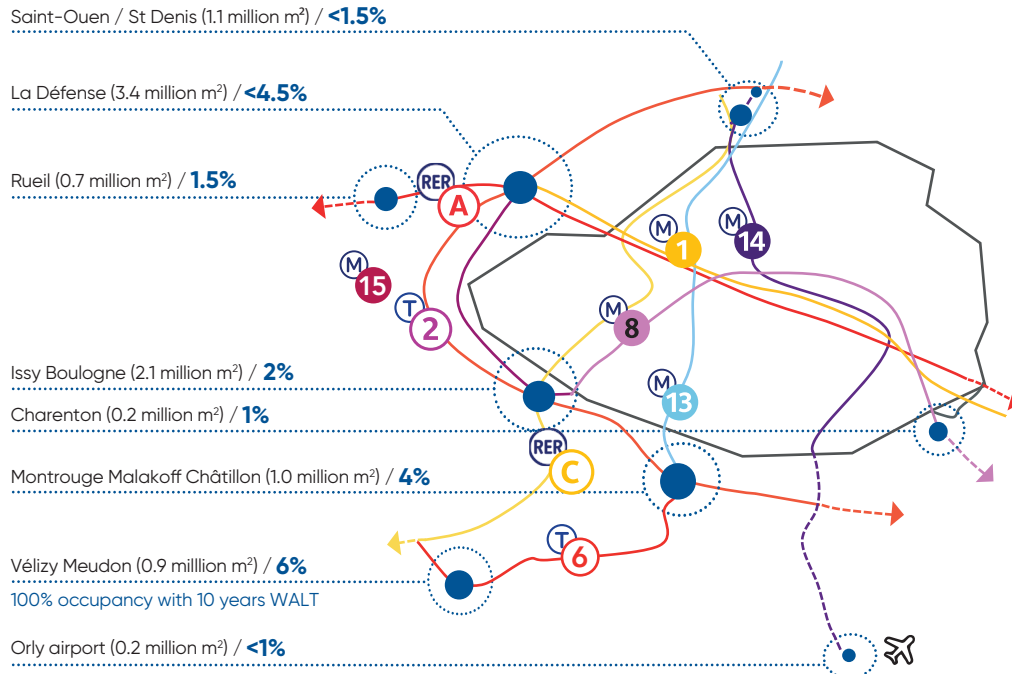 Saint-Ouen / St Denis (1.1 million m²) / <1.5%
La Défense (3.4 million m²) / <4.5%
Rueil (0.7 million m²) / 1.5%
RER
A
M
1
M
14
M
15
T
2
M
8
Issy Boulogne (2.1 million m²) / 2%
M
13
Charenton (0.2 million m²) / 1%
RER
C
Montrouge Malakoff Châtillon (1.0 million m²) / 4%
T
6
Vélizy Meudon (0.9 milllion m²) / 6%
100% occupancy with 10 years WALT
Orly airport (0.2 million m²) / <1%